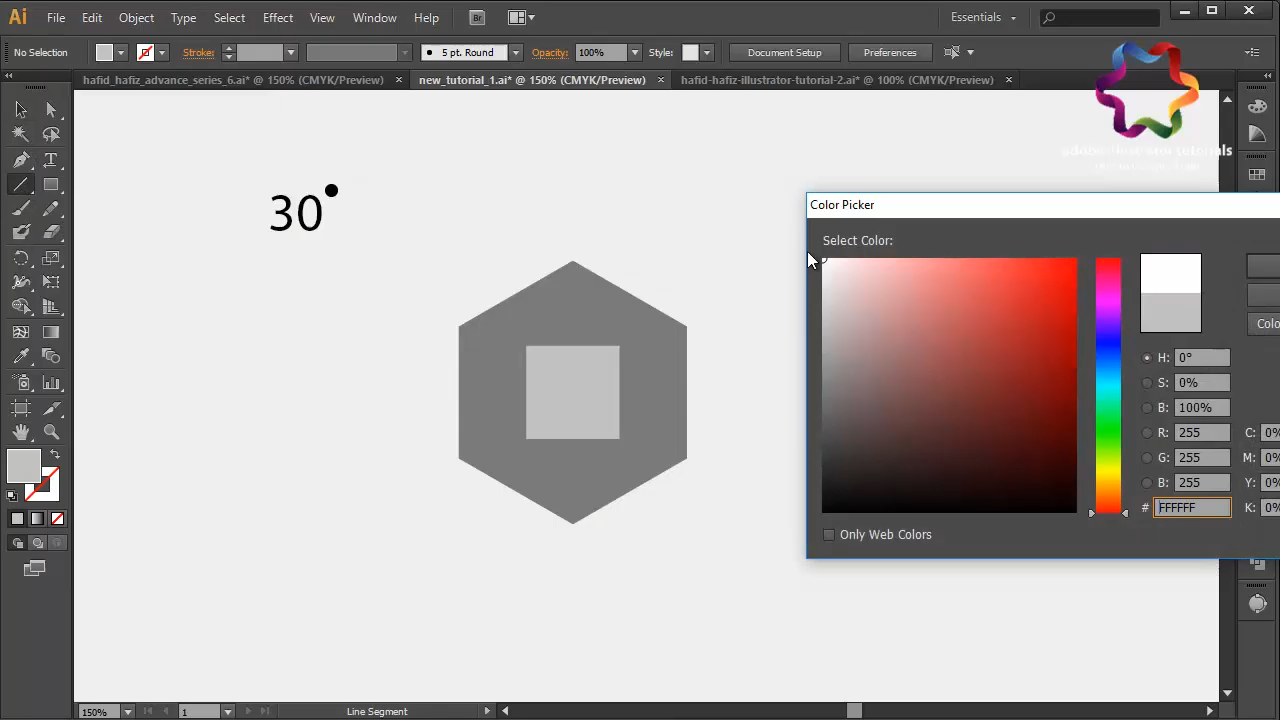 Ai File Edit Object Type Select Effect View Window Help Br Essentials
No Selection Stroke: 5 pt. Round Opacity: 100% Style: Document Setup Preferences
hafid_hafiz_advance_series_6.ai* @ 150% (CMYK/Preview) × new_tutorial_1.ai* @ 150% (CMYK/Preview) × hafid-hafiz-illustrator-tutorial-2.ai* @ 100% (CMYK/Preview) ×
30°
Color Picker
Select Color:
Colo
H: 0°
S: 0%
B: 100%
R: 255 C: 0%
G: 255 M: 0%
B: 255 Y: 0%
# FFFFFF K: 0%
Only Web Colors
150% 1 Line Segment